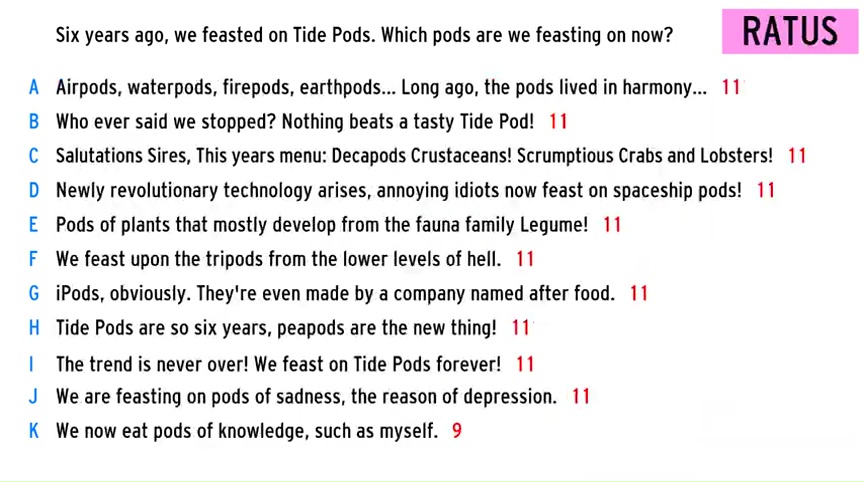 Six years ago, we feasted on Tide Pods. Which pods are we feasting on now?
RATUS
A Airpods, waterpods, firepods, earthpods... Long ago, the pods lived in harmony... 11
B Who ever said we stopped? Nothing beats a tasty Tide Pod! 11
C Salutations Sires, This years menu: Decapods Crustaceans! Scrumptious Crabs and Lobsters! 11
D Newly revolutionary technology arises, annoying idiots now feast on spaceship pods! 11
E Pods of plants that mostly develop from the fauna family Legume! 11
F We feast upon the tripods from the lower levels of hell. 11
G iPods, obviously. They're even made by a company named after food. 11
H Tide Pods are so six years, peapods are the new thing! 11
I The trend is never over! We feast on Tide Pods forever! 11
J We are feasting on pods of sadness, the reason of depression. 11
K We now eat pods of knowledge, such as myself. 9